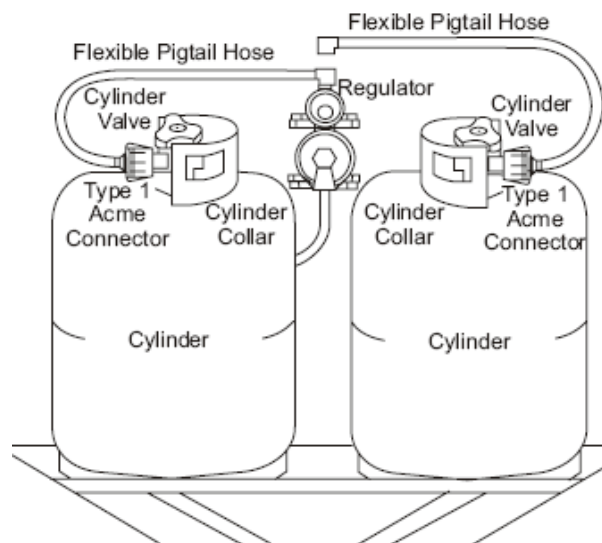 Flexible Pigtail Hose
Flexible Pigtail Hose
Regulator
Cylinder
Valve
Cylinder
Valve
Type 1
Acme
Connector
Cylinder
Collar
Cylinder
Collar
Type 1
Acme
Connector
Cylinder
Cylinder